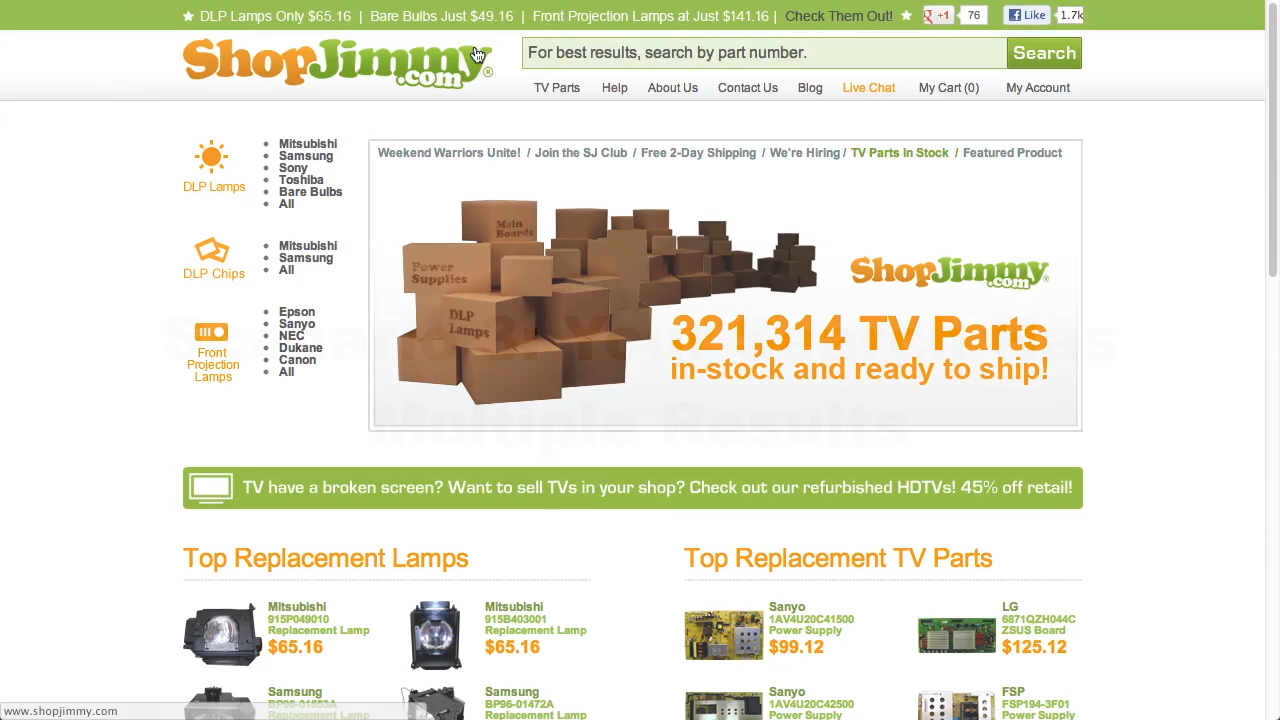 DLP Lamps Only $65.16 | Bare Bulbs Just $49.16 | Front Projection Lamps at Just $141.16 | Check Them Out!
+1 76 Like 1.7k
ShopJimmy.com®
For best results, search by part number. Search
TV Parts Help About Us Contact Us Blog Live Chat My Cart (0) My Account
DLP Lamps
Mitsubishi
Samsung
Sony
Toshiba
Bare Bulbs
All
DLP Chips
Mitsubishi
Samsung
All
Front
Projection
Lamps
Epson
Sanyo
NEC
Dukane
Canon
All
Weekend Warriors Unite! / Join the SJ Club / Free 2-Day Shipping / We're Hiring / TV Parts In Stock / Featured Product
Main
Boards
Power
Supplies
DLP
Lamps
ShopJimmy.com®
321,314 TV Parts
in-stock and ready to ship!
Multiple Results
TV have a broken screen? Want to sell TVs in your shop? Check out our refurbished HDTVs! 45% off retail!
Top Replacement Lamps
Mitsubishi
915P049010
Replacement Lamp
$65.16
Mitsubishi
915B403001
Replacement Lamp
$65.16
Samsung
BP96-01653A
Replacement Lamp
Samsung
BP96-01472A
Replacement Lamp
Top Replacement TV Parts
Sanyo
1AV4U20C41500
Power Supply
$99.12
LG
6871QZH044C
ZSUS Board
$125.12
Sanyo
1AV4U20C42500
Power Supply
FSP
FSP194-3F01
Power Supply
www.shopjimmy.com